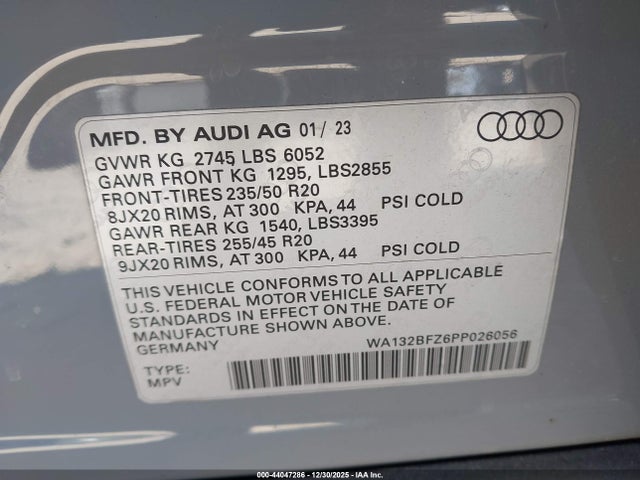 MFD. BY AUDI AG 01/ 23
GVWR KG 2745 LBS 6052
GAWR FRONT KG 1295, LBS2855
FRONT-TIRES 235/50 R20
8JX20 RIMS, AT 300 KPA, 44 PSI COLD
GAWR REAR KG 1540, LBS3395
REAR-TIRES 255/45 R20
9JX20 RIMS, AT 300 KPA, 44 PSI COLD
THIS VEHICLE CONFORMS TO ALL APPLICABLE
U.S. FEDERAL MOTOR VEHICLE SAFETY
STANDARDS IN EFFECT ON THE DATE OF
MANUFACTURE SHOWN ABOVE.
GERMANY WA132BFZ6PP026056
TYPE:
MPV
000-44047286 - 12/30/2025 - IAA Inc.